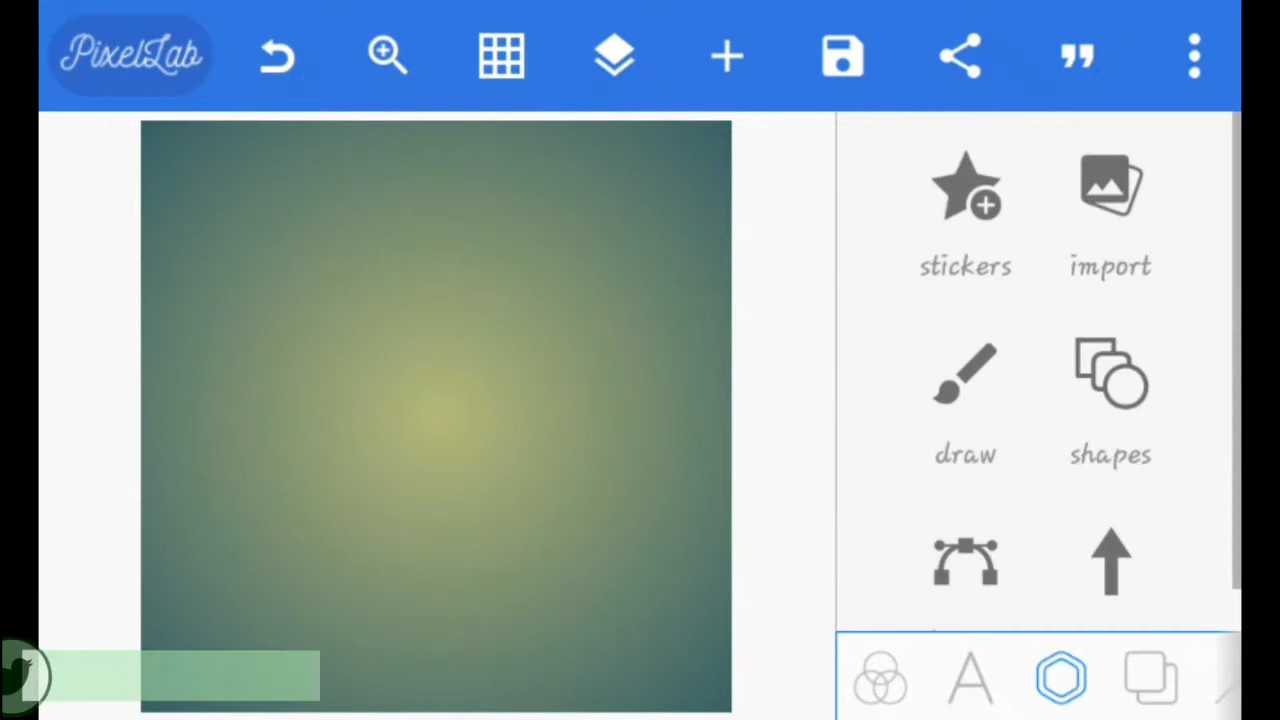 PixelLab
stickers
import
draw
shapes